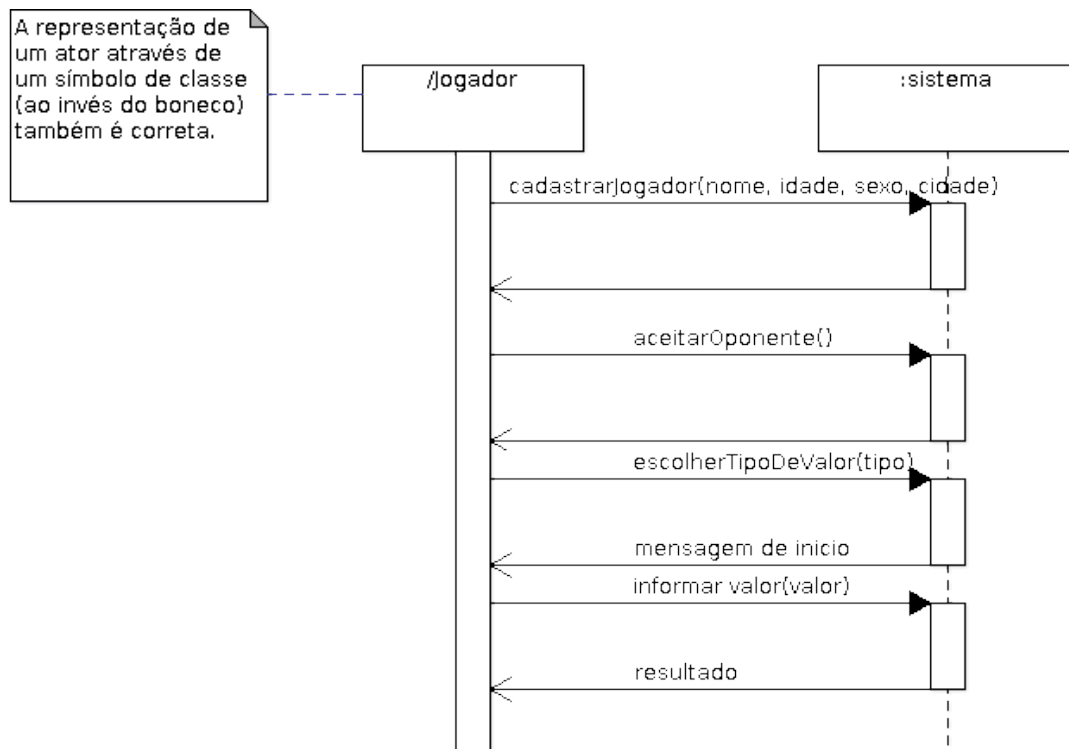 A representação de
um ator através de
um símbolo de classe
(ao invés do boneco)
também é correta.
/Jogador
:sistema
cadastrarJogador(nome, idade, sexo, cidade)
aceitarOponente()
escolherTipoDeValor(tipo)
mensagem de inicio
informar valor(valor)
resultado